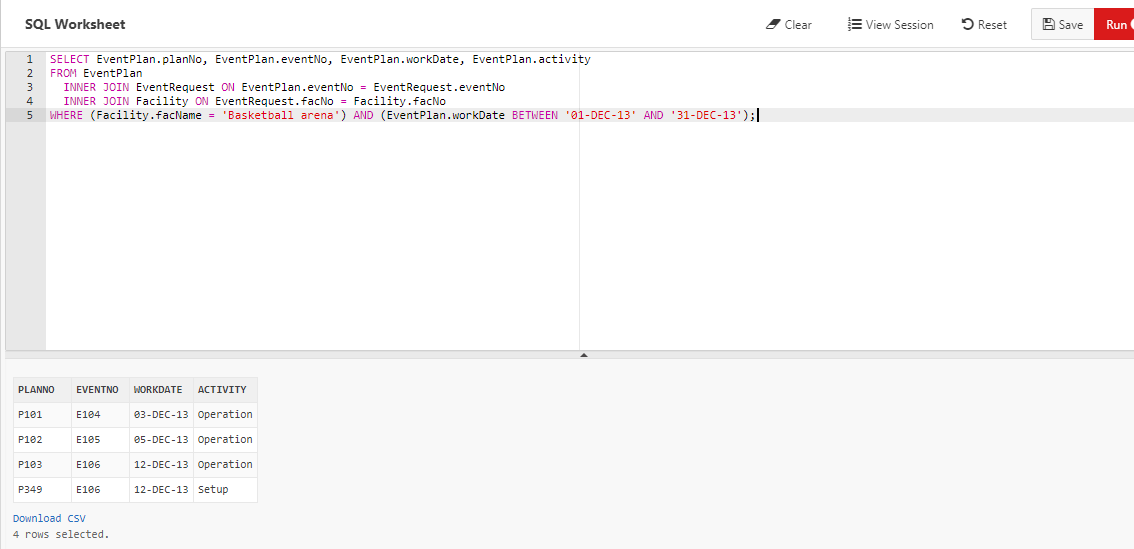 SQL Worksheet
Clear View Session Reset Save Run
1 SELECT EventPlan.planNo, EventPlan.eventNo, EventPlan.workDate, EventPlan.activity
2 FROM EventPlan
3 INNER JOIN EventRequest ON EventPlan.eventNo = EventRequest.eventNo
4 INNER JOIN Facility ON EventRequest.facNo = Facility.facNo
5 WHERE (Facility.facName = 'Basketball arena') AND (EventPlan.workDate BETWEEN '01-DEC-13' AND '31-DEC-13');
PLANNO EVENTNO WORKDATE ACTIVITY
P101 E104 03-DEC-13 Operation
P102 E105 05-DEC-13 Operation
P103 E106 12-DEC-13 Operation
P349 E106 12-DEC-13 Setup
Download CSV
4 rows selected.